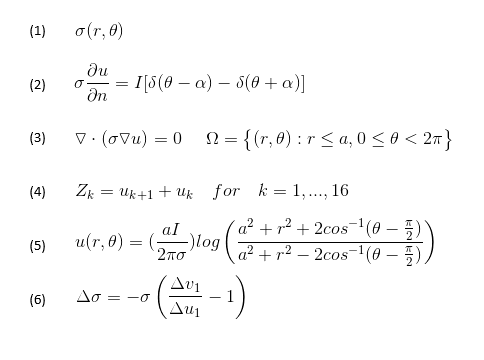 (1) σ(r, θ)
(2) σ ∂u/∂n = I[δ(θ − α) − δ(θ + α)]
(3) ▽ · (σ▽u) = 0 Ω = {(r, θ) : r ≤ a, 0 ≤ θ < 2π}
(4) Z_k = u_{k+1} + u_k for k = 1, ..., 16
(5) u(r, θ) = (aI/2πσ)log((a² + r² + 2cos⁻¹(θ − π/2))/(a² + r² − 2cos⁻¹(θ − π/2)))
(6) Δσ = −σ(Δv₁/Δu₁ − 1)